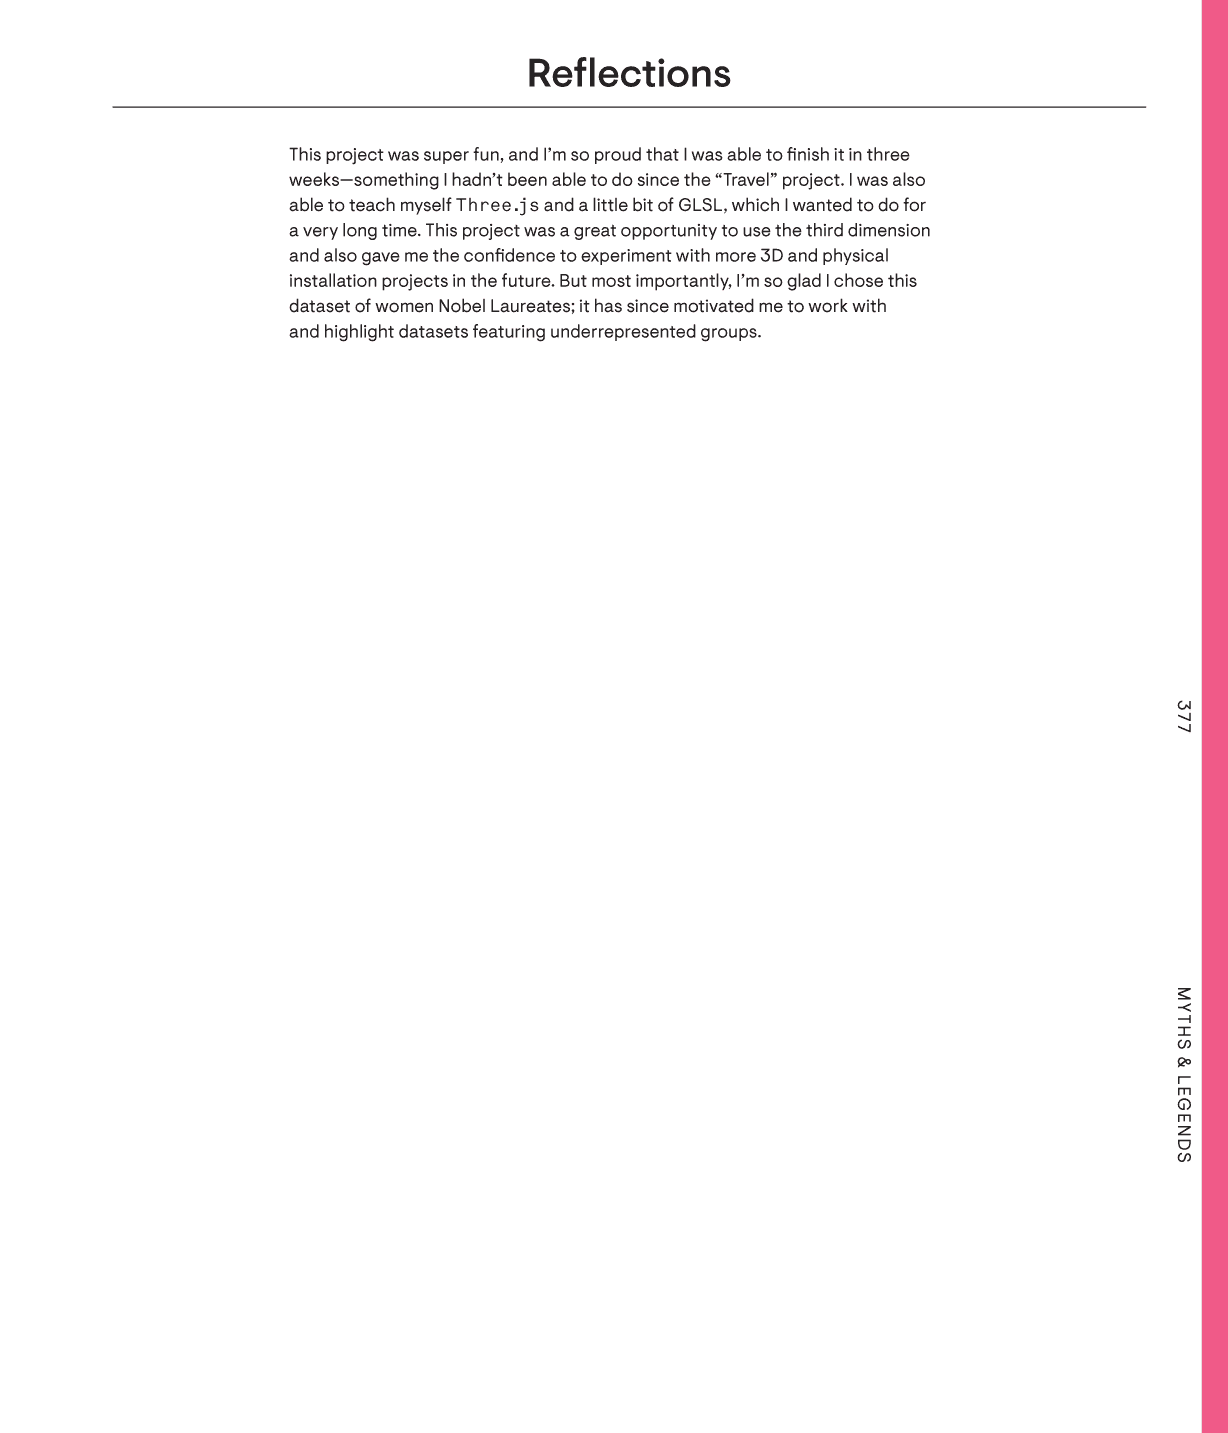 Reflections
This project was super fun, and I’m so proud that I was able to finish it in three
weeks—something I hadn’t been able to do since the “Travel” project. I was also
able to teach myself Three.js and a little bit of GLSL, which I wanted to do for
a very long time. This project was a great opportunity to use the third dimension
and also gave me the confidence to experiment with more 3D and physical
installation projects in the future. But most importantly, I’m so glad I chose this
dataset of women Nobel Laureates; it has since motivated me to work with
and highlight datasets featuring underrepresented groups.
377
MYTHS & LEGENDS